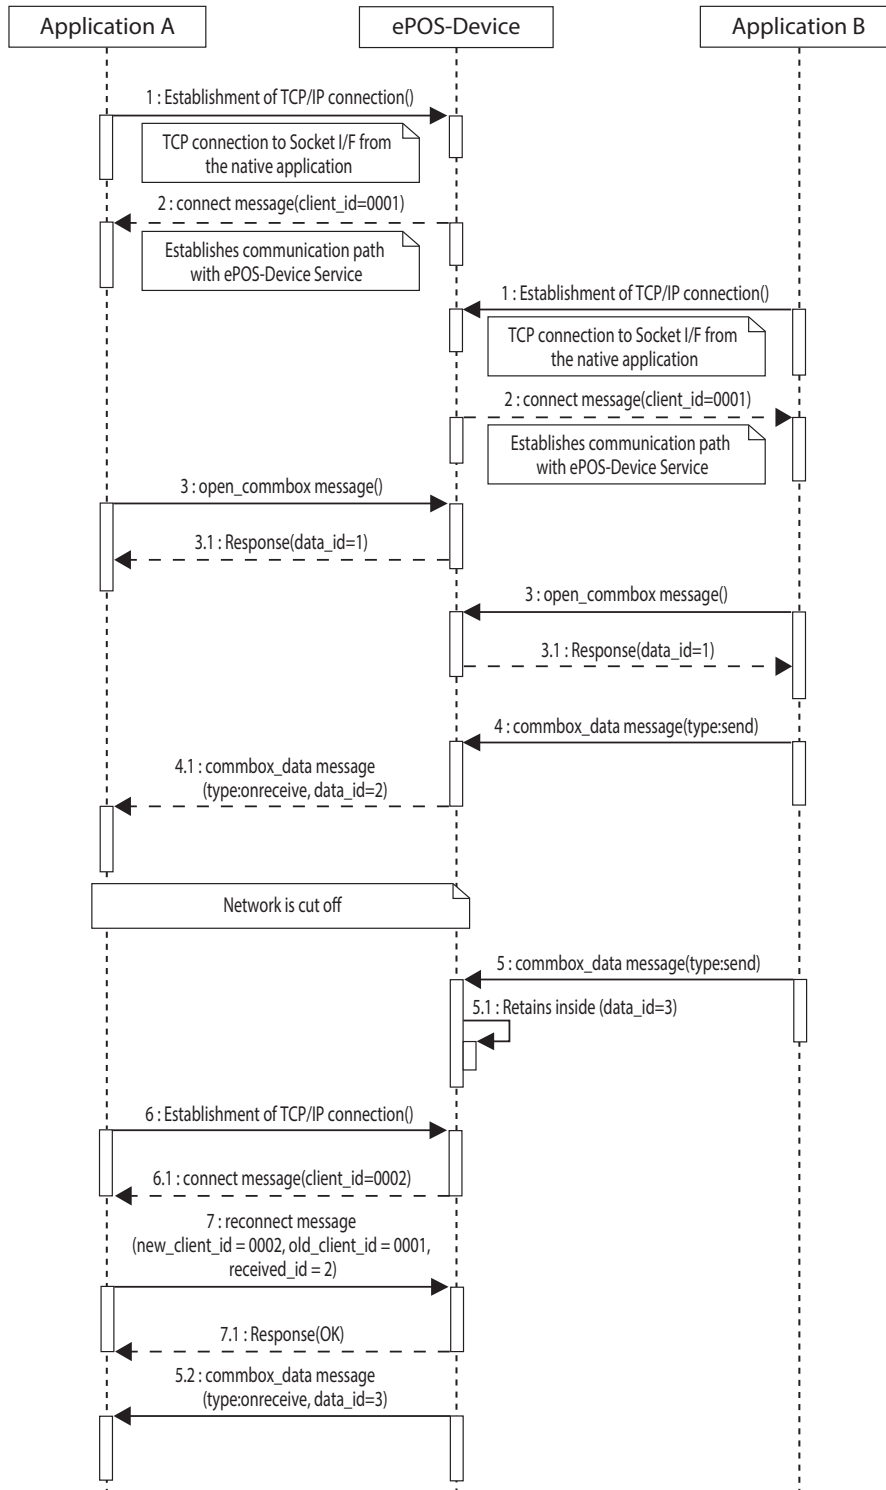 Application A
ePOS-Device
Application B
1 : Establishment of TCP/IP connection()
TCP connection to Socket I/F from
the native application
2 : connect message(client_id=0001)
Establishes communication path
with ePOS-Device Service
1 : Establishment of TCP/IP connection()
TCP connection to Socket I/F from
the native application
2 : connect message(client_id=0001)
Establishes communication path
with ePOS-Device Service
3 : open_commbox message()
3.1 : Response(data_id=1)
3 : open_commbox message()
3.1 : Response(data_id=1)
4 : commbox_data message(type:send)
4.1 : commbox_data message
(type:onreceive, data_id=2)
Network is cut off
5 : commbox_data message(type:send)
5.1 : Retains inside (data_id=3)
6 : Establishment of TCP/IP connection()
6.1 : connect message(client_id=0002)
7 : reconnect message
(new_client_id = 0002, old_client_id = 0001,
received_id = 2)
7.1 : Response(OK)
5.2 : commbox_data message
(type:onreceive, data_id=3)